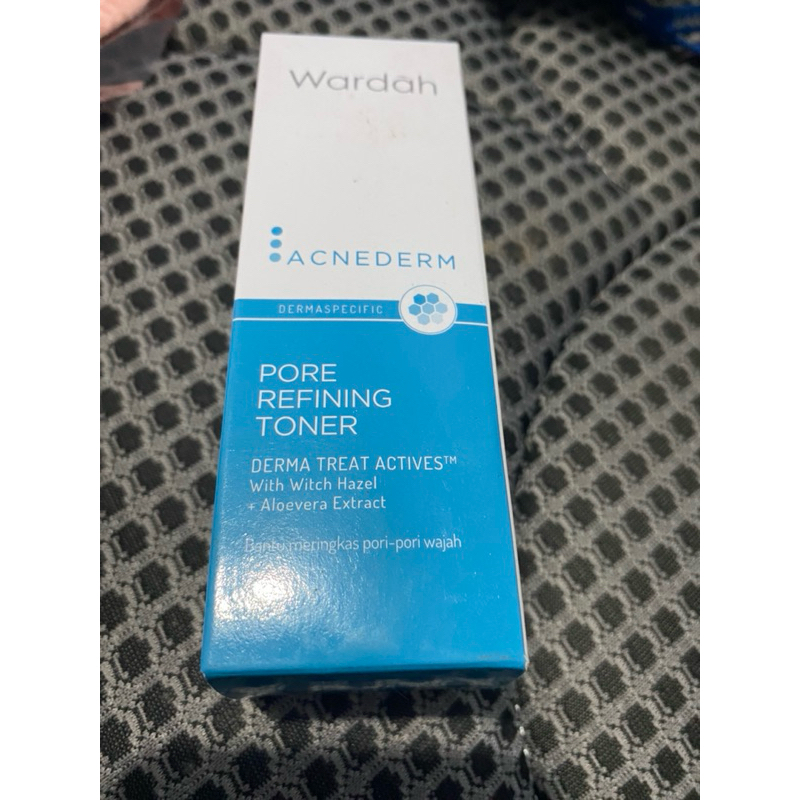 Wardah
ACNEDERM
DERMASPECIFIC
PORE
REFINING
TONER
DERMA TREAT ACTIVES™
With Witch Hazel
+ Aloevera Extract
Bantu meringkas pori-pori wajah